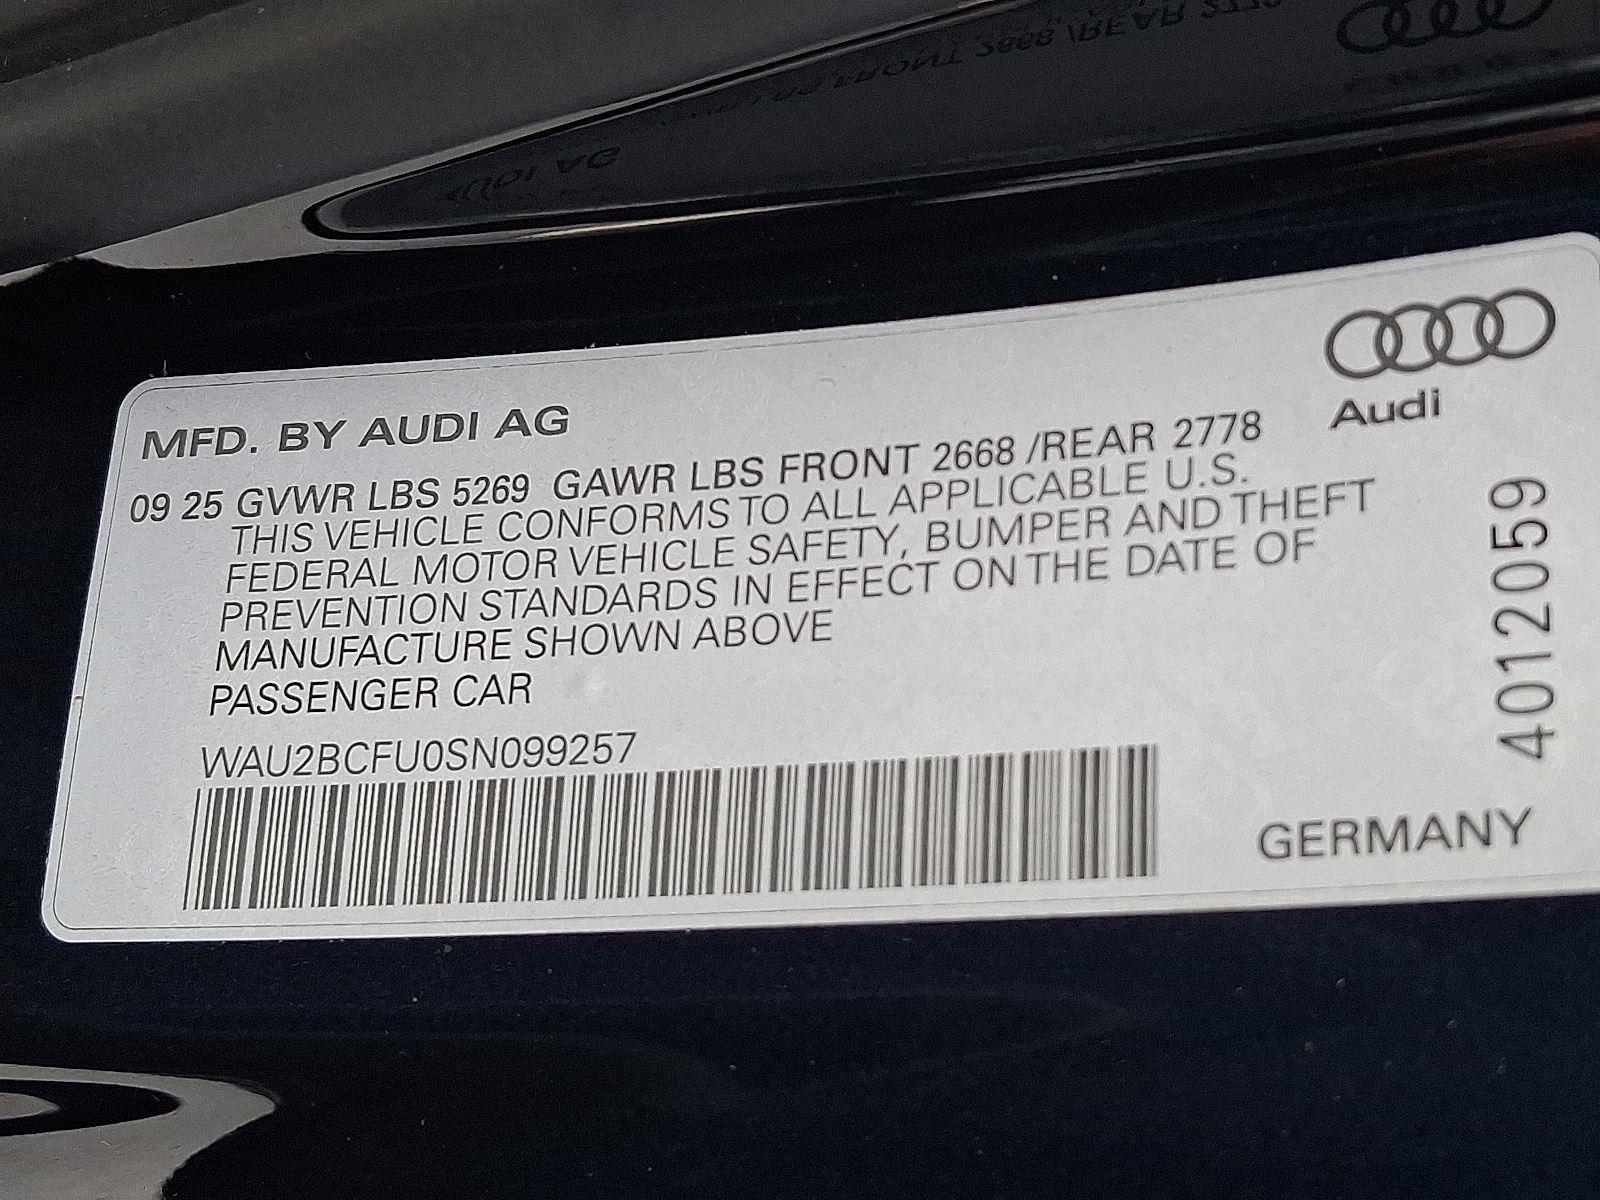 MFD. BY AUDI AG
09 25 GVWR LBS 5269 GAWR LBS FRONT 2668 /REAR 2778
THIS VEHICLE CONFORMS TO ALL APPLICABLE U.S.
FEDERAL MOTOR VEHICLE SAFETY, BUMPER AND THEFT
PREVENTION STANDARDS IN EFFECT ON THE DATE OF
MANUFACTURE SHOWN ABOVE
PASSENGER CAR
WAU2BCFU0SN099257
Audi
4012059
GERMANY